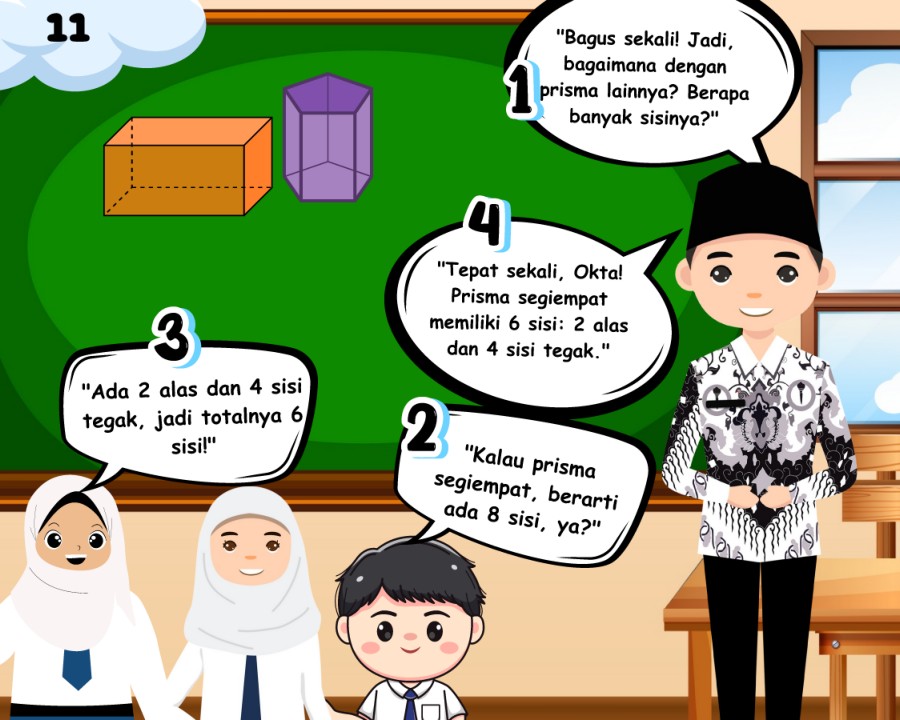 11
1
"Bagus sekali! Jadi,
bagaimana dengan
prisma lainnya? Berapa
banyak sisinya?"
2
"Kalau prisma
segiempat, berarti
ada 8 sisi, ya?"
3
"Ada 2 alas dan 4 sisi
tegak, jadi totalnya 6
sisi!"
4
"Tepat sekali, Okta!
Prisma segiempat
memiliki 6 sisi: 2 alas
dan 4 sisi tegak."